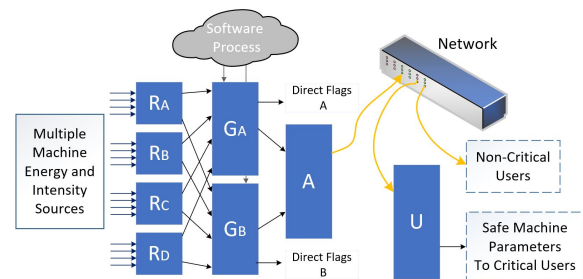 Software
Process
Network
RA
RB
RC
RD
GA
GB
Direct Flags
A
A
Direct Flags
B
Multiple
Machine
Energy and
Intensity
Sources
U
Non-Critical
Users
Safe Machine
Parameters
To Critical Users